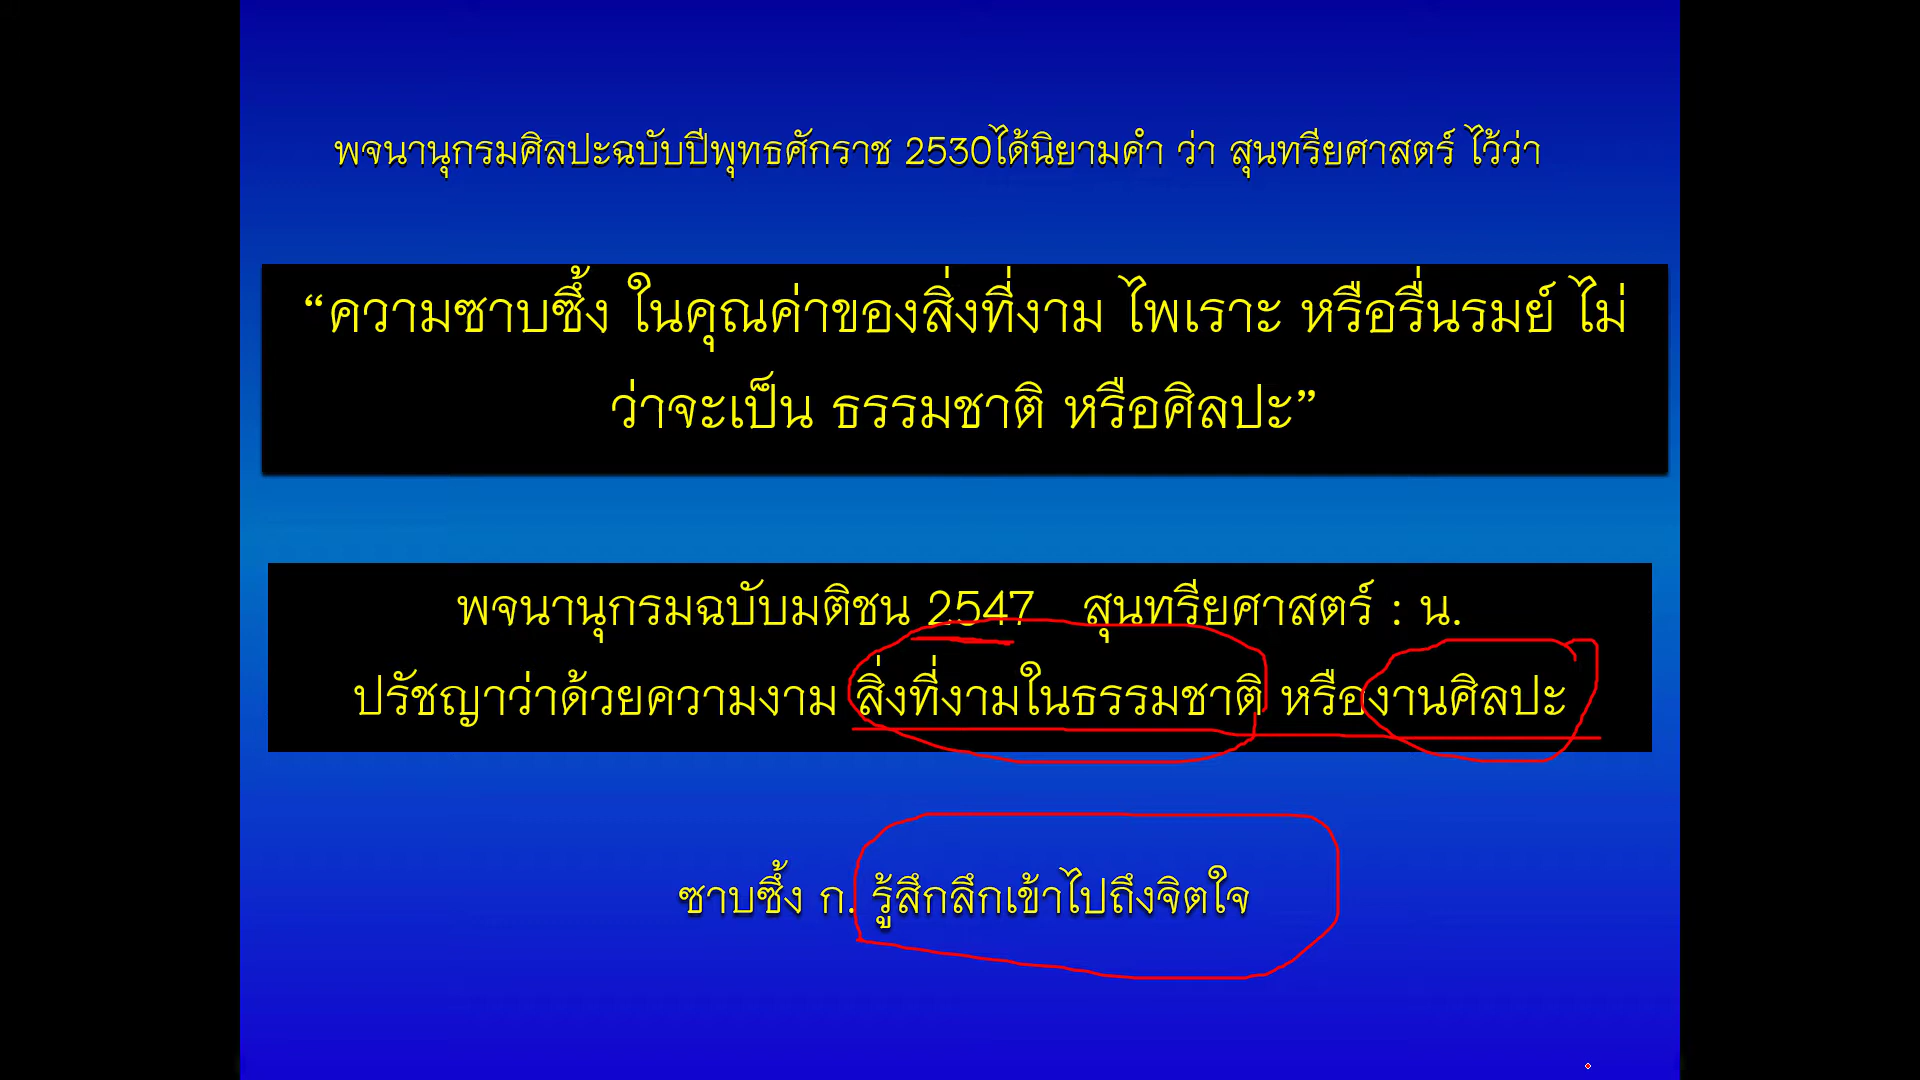 พจนานุกรมศิลปะฉบับปีพุทธศักราช 2530ได้นิยามคำ ว่า สุนทรียศาสตร์ ไว้ว่า
“ความซาบซึ้ง ในคุณค่าของสิ่งที่งาม ไพเราะ หรือรื่นรมย์ ไม่
ว่าจะเป็น ธรรมชาติ หรือศิลปะ”
พจนานุกรมฉบับมติชน 2547 สุนทรียศาสตร์ : น.
ปรัชญาว่าด้วยความงาม สิ่งที่งามในธรรมชาติ หรืองานศิลปะ
ซาบซึ้ง ก. รู้สึกลึกเข้าไปถึงจิตใจ